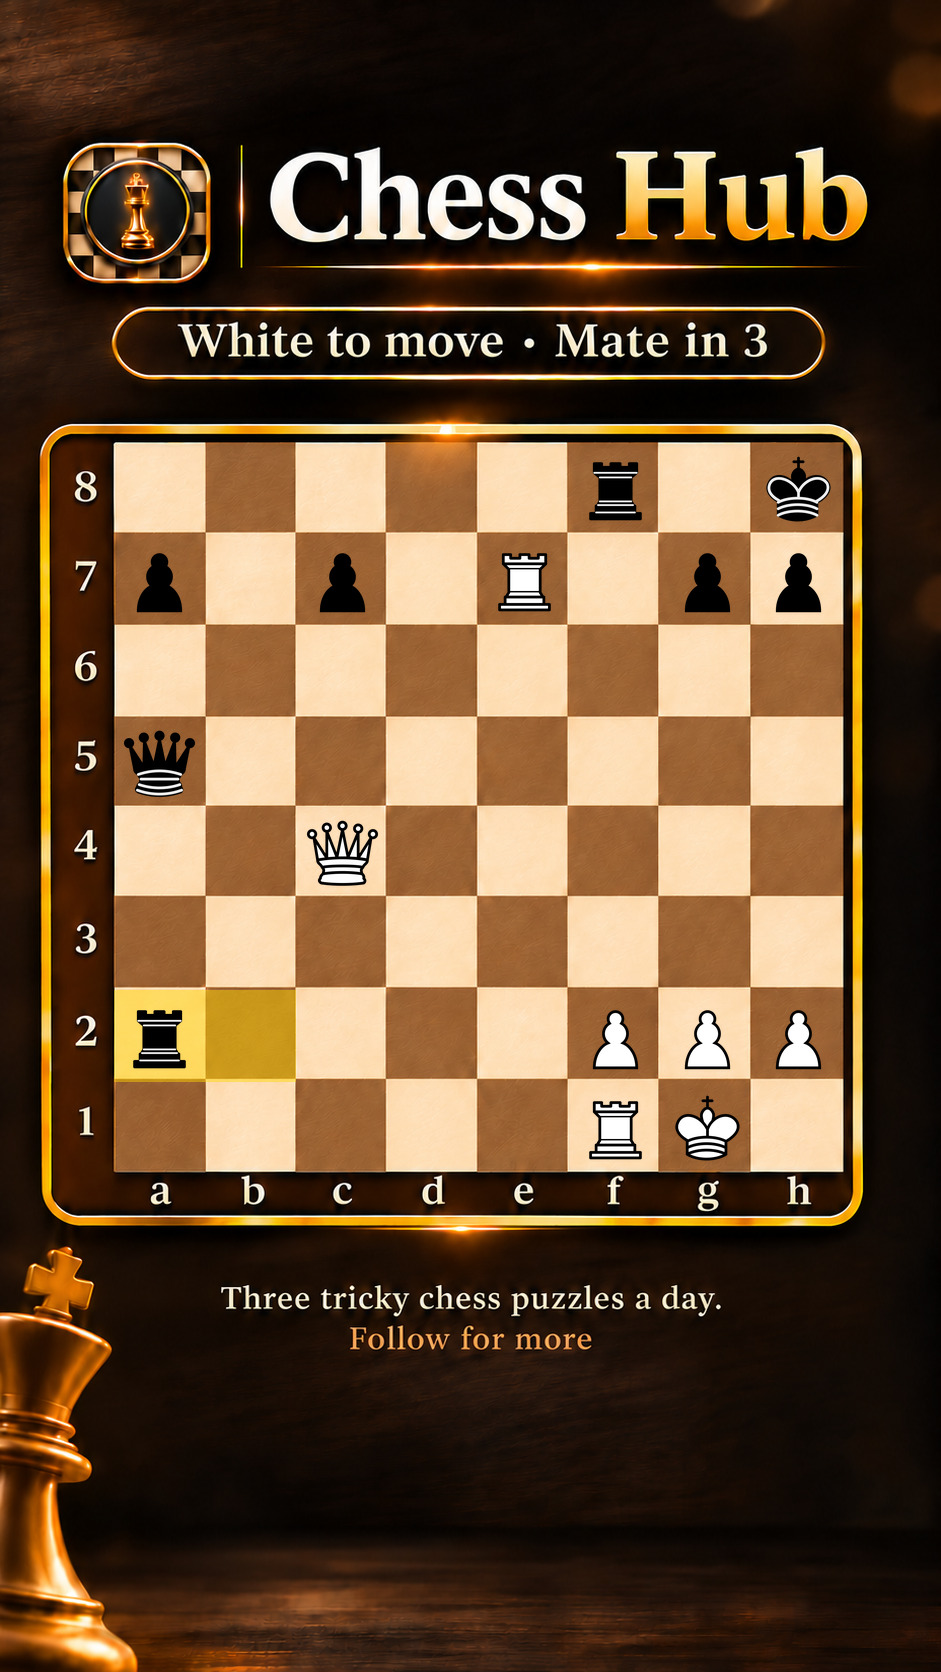 Chess Hub
White to move • Mate in 3
8
7
6
5
4
3
2
1
a b c d e f g h
Three tricky chess puzzles a day.
Follow for more